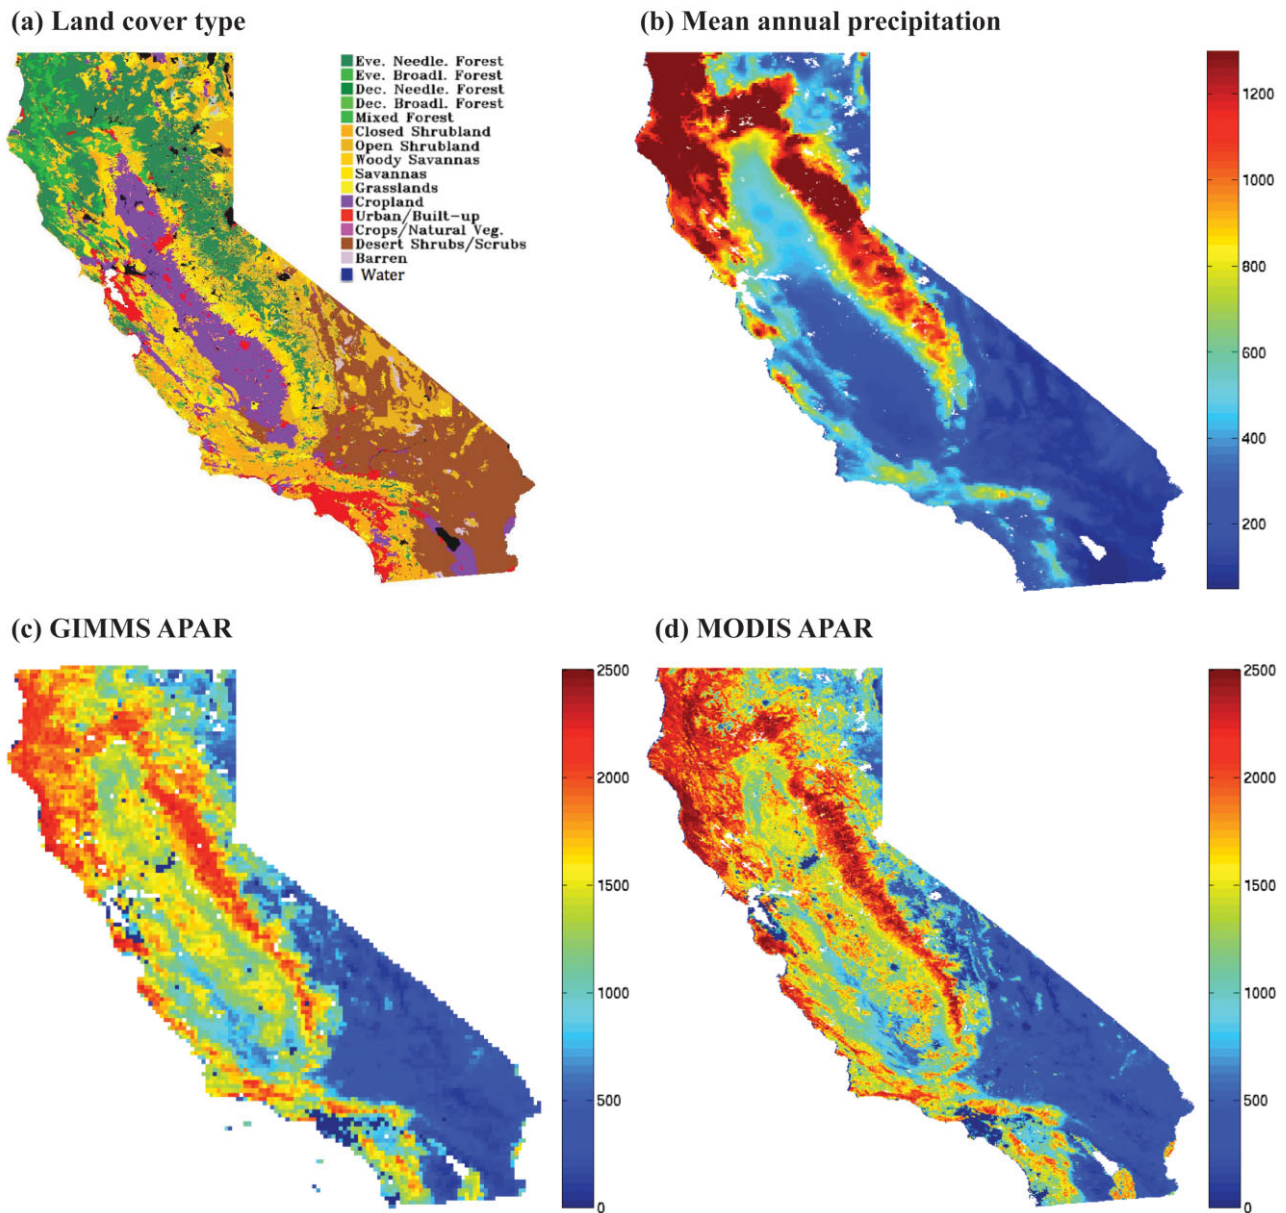 (a) Land cover type
Eve. Needle. Forest
Eve. Broadl. Forest
Dec. Needle. Forest
Dec. Broadl. Forest
Mixed Forest
Closed Shrubland
Open Shrubland
Woody Savannas
Savannas
Grasslands
Cropland
Urban/Built-up
Crops/Natural Veg.
Desert Shrubs/Scrubs
Barren
Water
(b) Mean annual precipitation
1200
1000
800
600
400
200
(c) GIMMS APAR
2500
2000
1500
1000
500
0
(d) MODIS APAR
2500
2000
1500
1000
500
0